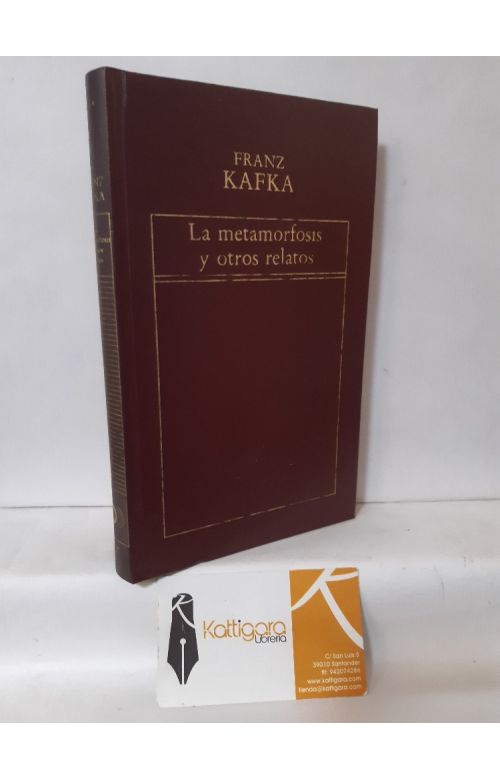 FRANZ
KAFKA
La metamorfosis
y otros relatos
Kattigara
Librería
C/ San Luis 5
39010 Santander
tlf: 942074286
www.kattigara.com
tienda@kattigara.com